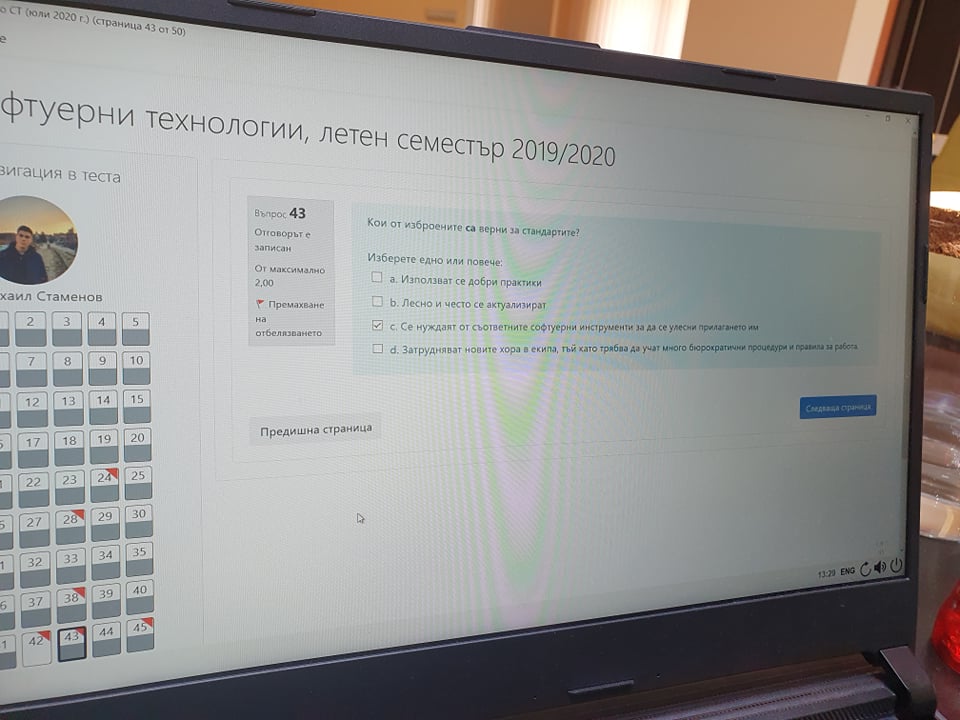 о СТ (юли 2020 г.) (страница 43 от 50)
е
фтуерни технологии, летен семестър 2019/2020
вигация в теста
хаил Стаменов
2 3 4 5
7 8 9 10
12 13 14 15
17 18 19 20
22 23 24 25
27 28 29 30
32 33 34 35
37 38 39 40
42 43 44 45
Въпрос 43
Отговорът е
записан
От максимално
2,00
Премахване
на
отбелязването
Кои от изброените са верни за стандартите?
Изберете едно или повече:
a. Използват се добри практики
b. Лесно и често се актуализират
c. Се нуждаят от съответните софтуерни инструменти за да се улесни прилагането им
d. Затрудняват новите хора в екипа, тъй като трябва да учат много бюрократични процедури и правила за работа.
Предишна страница
Следваща страница
13:29 ENG